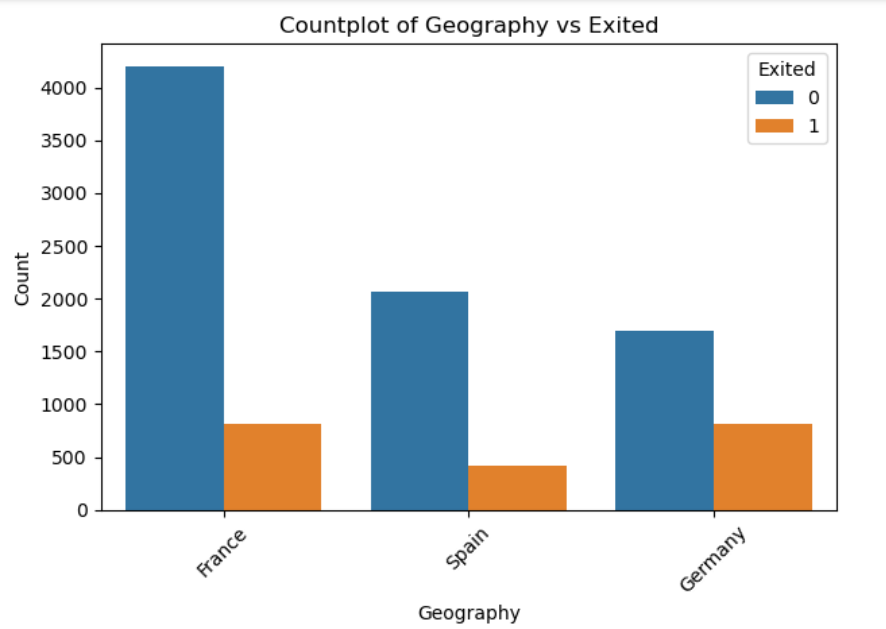 Countplot of Geography vs Exited
Exited
0
1
4000
3500
3000
2500
2000
1500
1000
500
0
Count
France
Spain
Germany
Geography